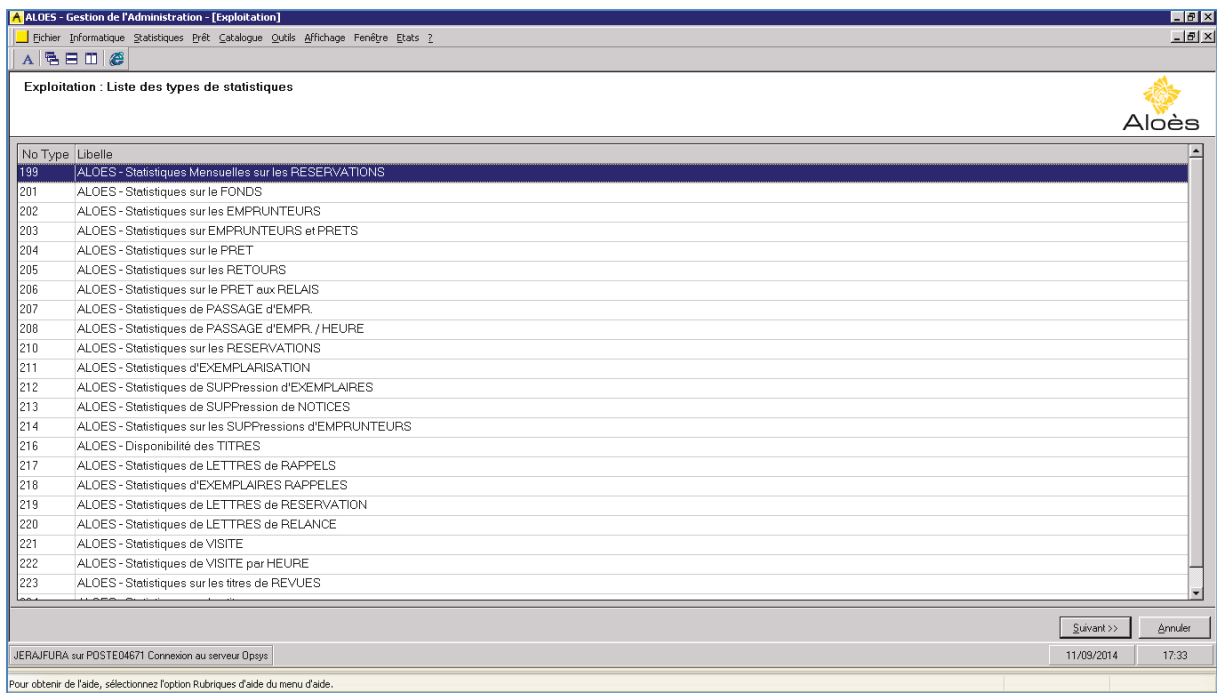 ALOES - Gestion de l'Administration - [Exploitation]
Fichier Informatique Statistiques Prêt Catalogue Outils Affichage Fenêtre Etats ?
Exploitation : Liste des types de statistiques
Aloès
No Type Libelle
199 ALOES - Statistiques Mensuelles sur les RESERVATIONS
201 ALOES - Statistiques sur le FONDS
202 ALOES - Statistiques sur les EMPRUNTEURS
203 ALOES - Statistiques sur EMPRUNTEURS et PRETS
204 ALOES - Statistiques sur le PRET
205 ALOES - Statistiques sur les RETOURS
206 ALOES - Statistiques sur le PRET aux RELAIS
207 ALOES - Statistiques de PASSAGE d'EMPR.
208 ALOES - Statistiques de PASSAGE d'EMPR. / HEURE
210 ALOES - Statistiques sur les RESERVATIONS
211 ALOES - Statistiques d'EXEMPLARISATION
212 ALOES - Statistiques de SUPPression d'EXEMPLAIRES
213 ALOES - Statistiques de SUPPression de NOTICES
214 ALOES - Statistiques sur les SUPPressions d'EMPRUNTEURS
216 ALOES - Disponibilité des TITRES
217 ALOES - Statistiques de LETTRES de RAPPELS
218 ALOES - Statistiques d'EXEMPLAIRES RAPPELES
219 ALOES - Statistiques de LETTRES de RESERVATION
220 ALOES - Statistiques de LETTRES de RELANCE
221 ALOES - Statistiques de VISITE
222 ALOES - Statistiques de VISITE par HEURE
223 ALOES - Statistiques sur les titres de REVUES
Suivant >> Annuler
JERAJFURA sur POSTE04671 Connexion au serveur Opsys 11/09/2014 17:33
Pour obtenir de l'aide, sélectionnez l'option Rubriques d'aide du menu d'aide.